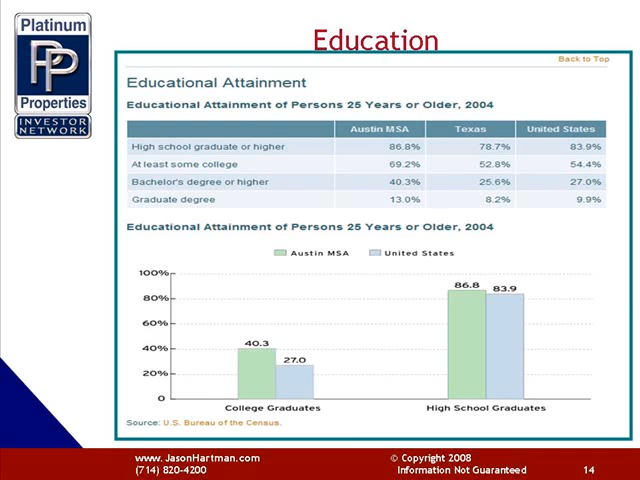 Platinum
PP
Properties
INVESTOR
NETWORK
Education
Back to Top
Educational Attainment
Educational Attainment of Persons 25 Years or Older, 2004
Austin MSA Texas United States
High school graduate or higher 86.8% 78.7% 83.9%
At least some college 69.2% 52.8% 54.4%
Bachelor's degree or higher 40.3% 25.6% 27.0%
Graduate degree 13.0% 8.2% 9.9%
Educational Attainment of Persons 25 Years or Older, 2004
Austin MSA United States
100%
80%
60%
40%
20%
0
40.3
27.0
86.8
83.9
College Graduates High School Graduates
Source: U.S. Bureau of the Census.
www.JasonHartman.com © Copyright 2008
(714) 820-4200 Information Not Guaranteed 14